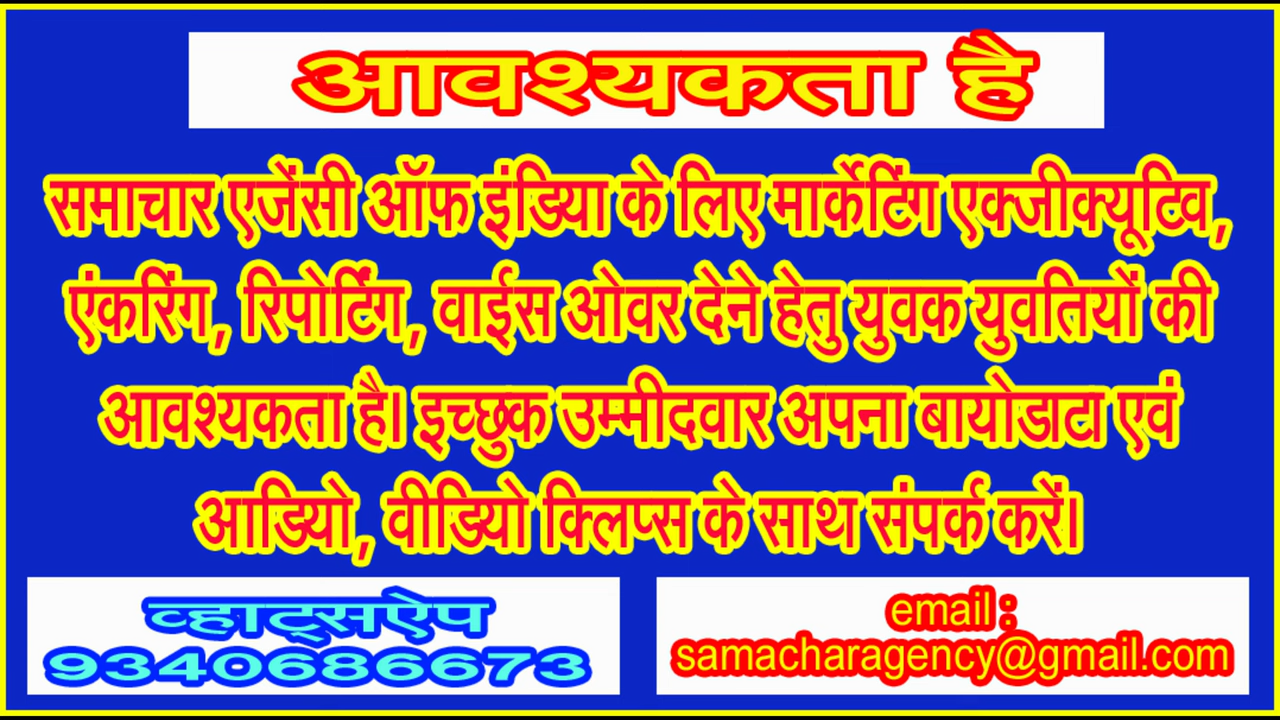 आवश्यकता है
समाचार एजेंसी ऑफ इंडिया के लिए मार्केटिंग एक्जीक्यूटिव,
एंकरिंग, रिपोर्टिंग, वाईस ओवर देने हेतु युवक युवतियों की
आवश्यकता है। इच्छुक उम्मीदवार अपना बायोडाटा एवं
आडियो, वीडियो क्लिप्स के साथ संपर्क करें।
व्हाट्सऐप
9340686673
email :
samacharagency@gmail.com